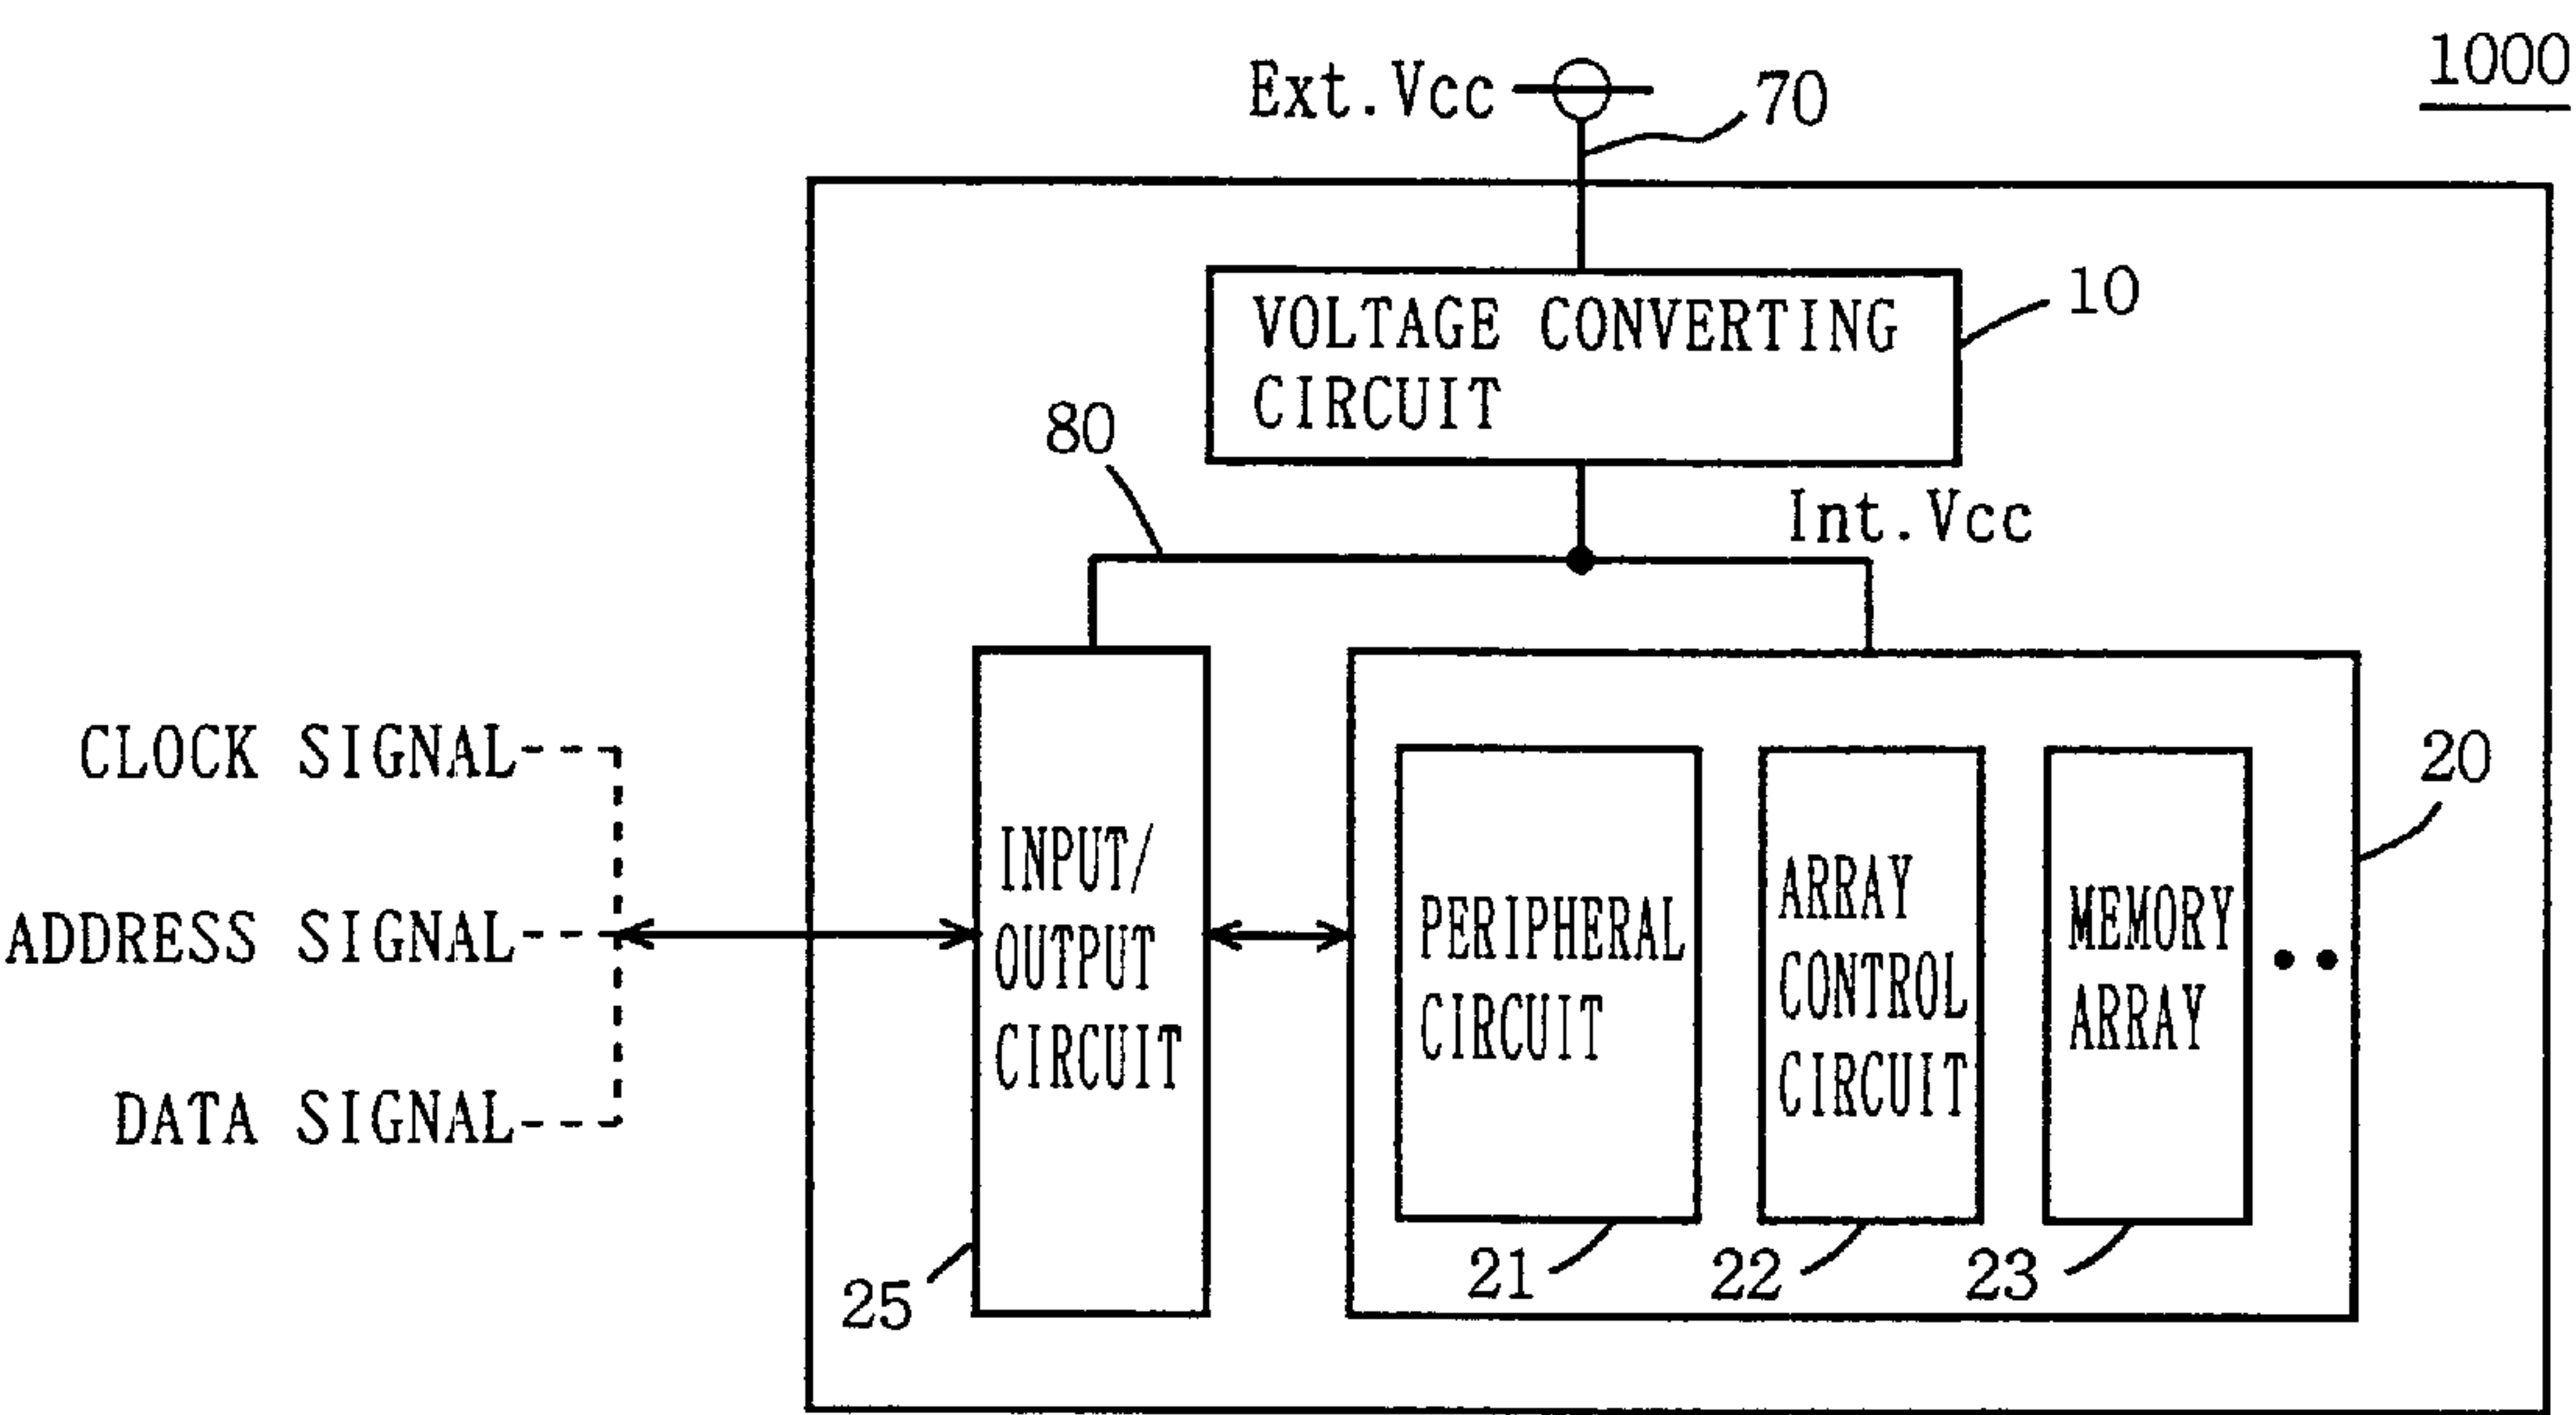 1000
Ext.Vcc
70
VOLTAGE CONVERTING
CIRCUIT
10
80
Int.Vcc
CLOCK SIGNAL
ADDRESS SIGNAL
DATA SIGNAL
INPUT/
OUTPUT
CIRCUIT
25
20
PERIPHERAL
CIRCUIT
21
ARRAY
CONTROL
CIRCUIT
22
MEMORY
ARRAY
23